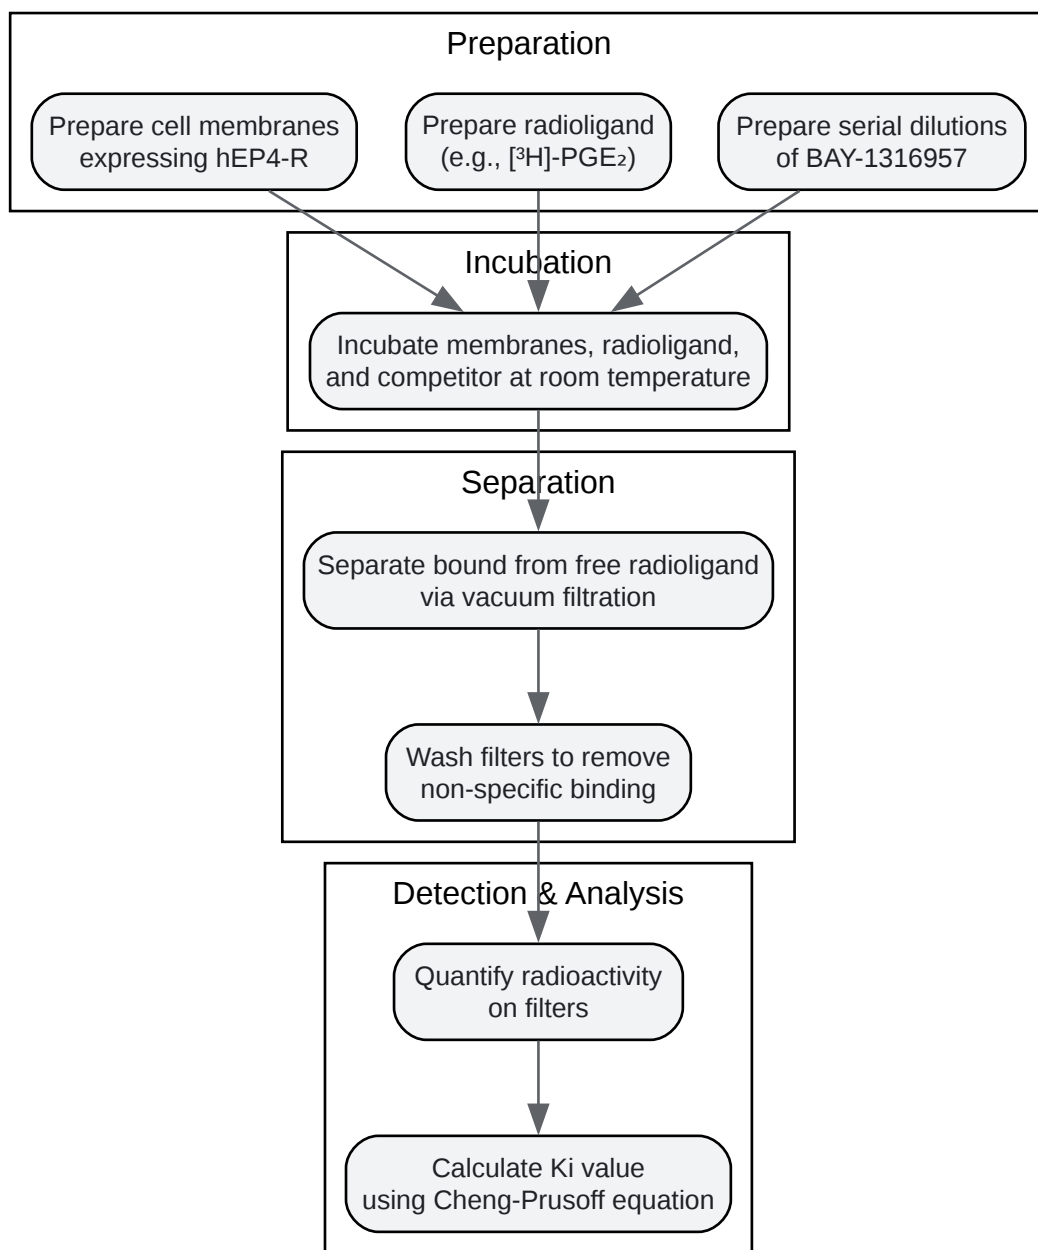 Preparation
Prepare cell membranes
expressing hEP4-R
Prepare radioligand
(e.g., [³H]-PGE₂)
Prepare serial dilutions
of BAY-1316957
Incubation
Incubate membranes, radioligand,
and competitor at room temperature
Separation
Separate bound from free radioligand
via vacuum filtration
Wash filters to remove
non-specific binding
Detection & Analysis
Quantify radioactivity
on filters
Calculate Ki value
using Cheng-Prusoff equation